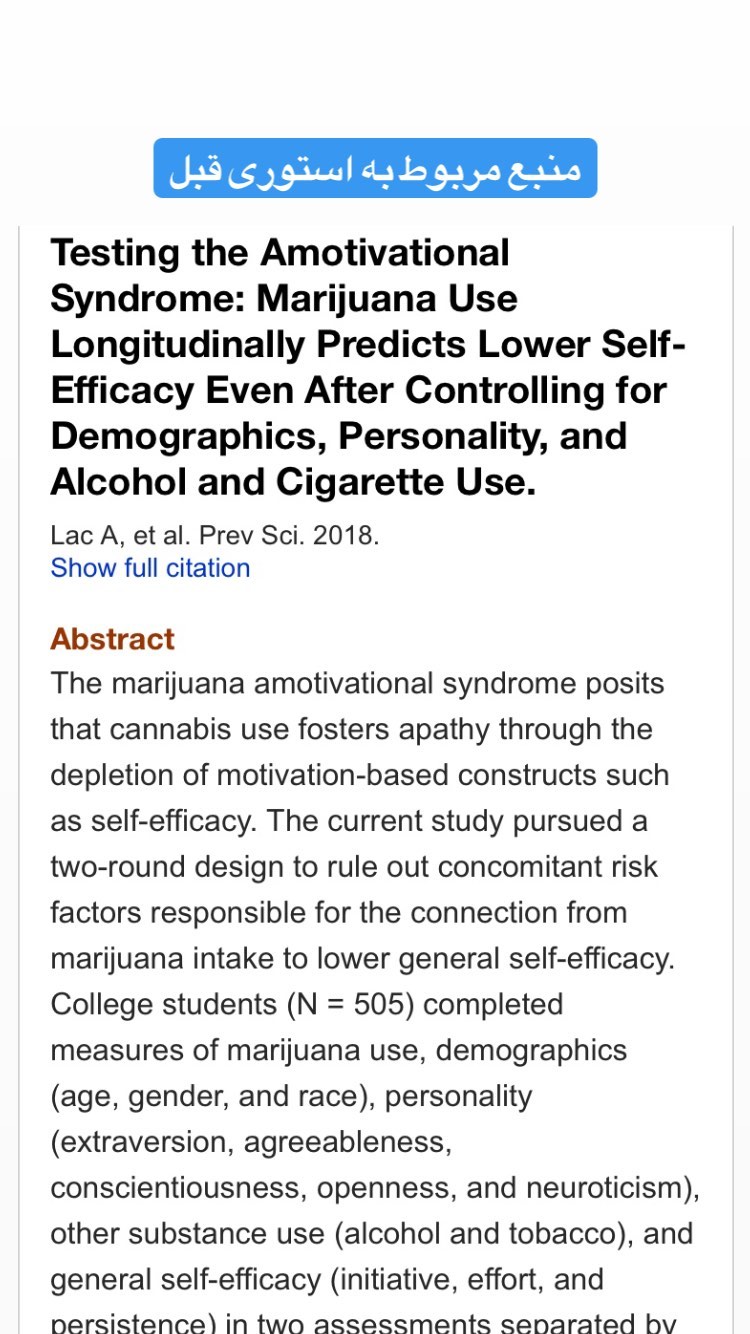 منبع مربوط به استوری قبل
Testing the Amotivational
Syndrome: Marijuana Use
Longitudinally Predicts Lower Self-
Efficacy Even After Controlling for
Demographics, Personality, and
Alcohol and Cigarette Use.
Lac A, et al. Prev Sci. 2018.
Show full citation
Abstract
The marijuana amotivational syndrome posits
that cannabis use fosters apathy through the
depletion of motivation-based constructs such
as self-efficacy. The current study pursued a
two-round design to rule out concomitant risk
factors responsible for the connection from
marijuana intake to lower general self-efficacy.
College students (N = 505) completed
measures of marijuana use, demographics
(age, gender, and race), personality
(extraversion, agreeableness,
conscientiousness, openness, and neuroticism),
other substance use (alcohol and tobacco), and
general self-efficacy (initiative, effort, and
persistence) in two assessments separated by